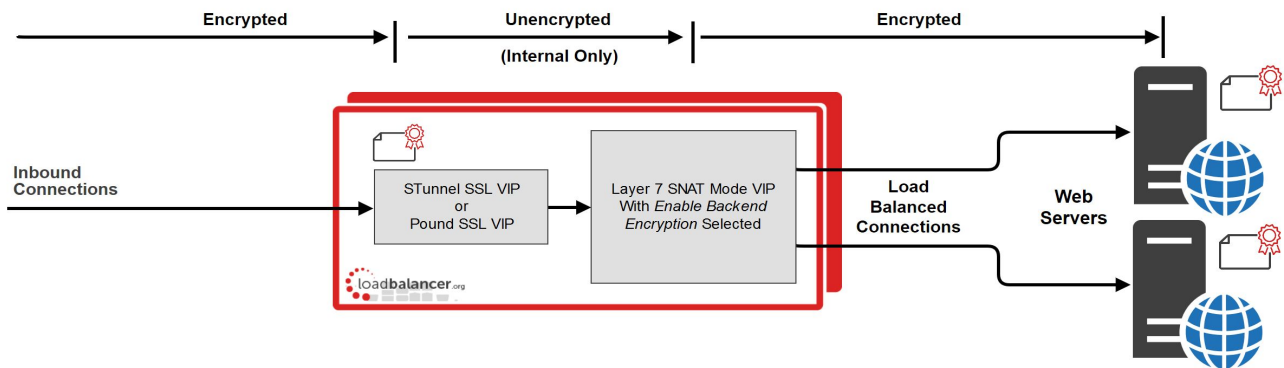 Encrypted
Unencrypted
(Internal Only)
Encrypted
Inbound
Connections
STunnel SSL VIP
or
Pound SSL VIP
Layer 7 SNAT Mode VIP
With Enable Backend
Encryption Selected
Load
Balanced
Connections
Web
Servers
loadbalancer.org